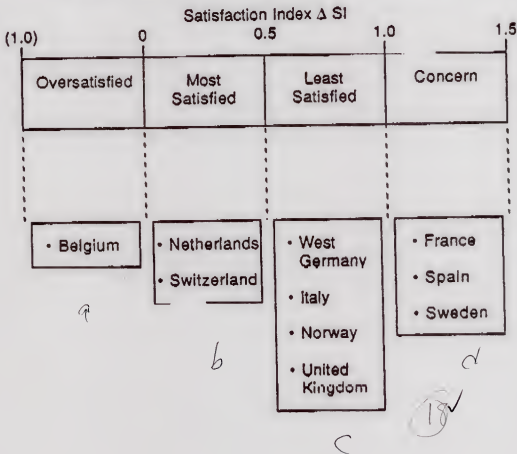 Satisfaction Index Δ SI
(1.0) 0 0.5 1.0 1.5
Oversatisfied
Most
Satisfied
Least
Satisfied
Concern
• Belgium
• Netherlands
• Switzerland
• West
Germany
• Italy
• Norway
• United
Kingdom
• France
• Spain
• Sweden
a
b
c
d
18✓